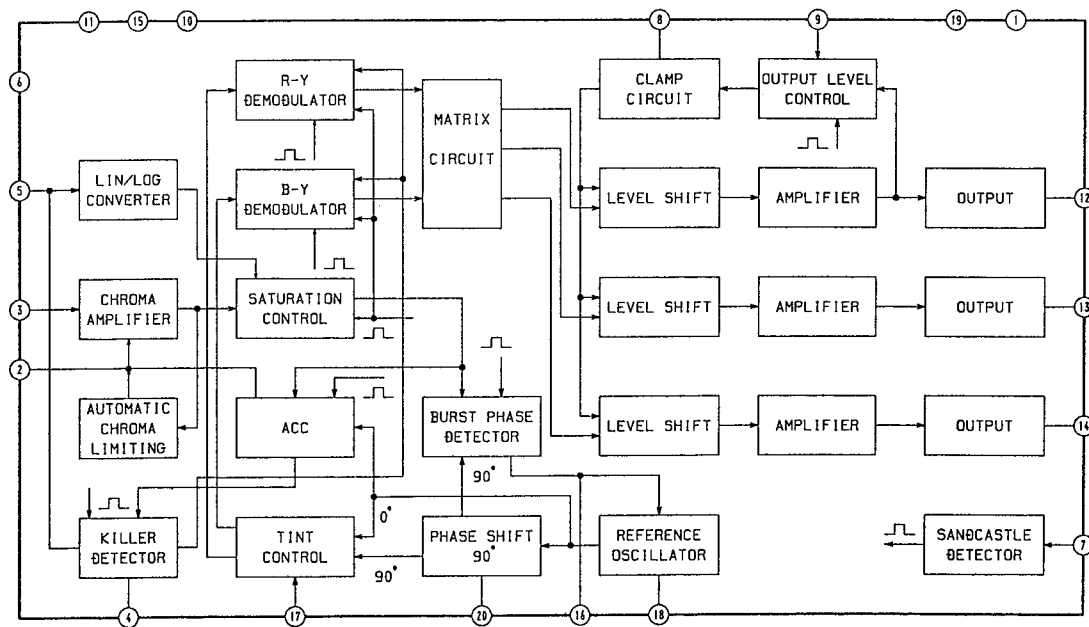 11
15
10
8
9
19
1
6
R-Y
DEMODULATOR
MATRIX
CIRCUIT
CLAMP
CIRCUIT
OUTPUT LEVEL
CONTROL
5
LIN/LOG
CONVERTER
B-Y
DEMODULATOR
LEVEL SHIFT
AMPLIFIER
OUTPUT
12
3
CHROMA
AMPLIFIER
SATURATION
CONTROL
LEVEL SHIFT
AMPLIFIER
OUTPUT
13
2
AUTOMATIC
CHROMA
LIMITING
ACC
BURST PHASE
DETECTOR
LEVEL SHIFT
AMPLIFIER
OUTPUT
14
90°
0°
KILLER
DETECTOR
TINT
CONTROL
90°
PHASE SHIFT
90°
REFERENCE
OSCILLATOR
SANDCASTLE
DETECTOR
7
4
17
20
16
18